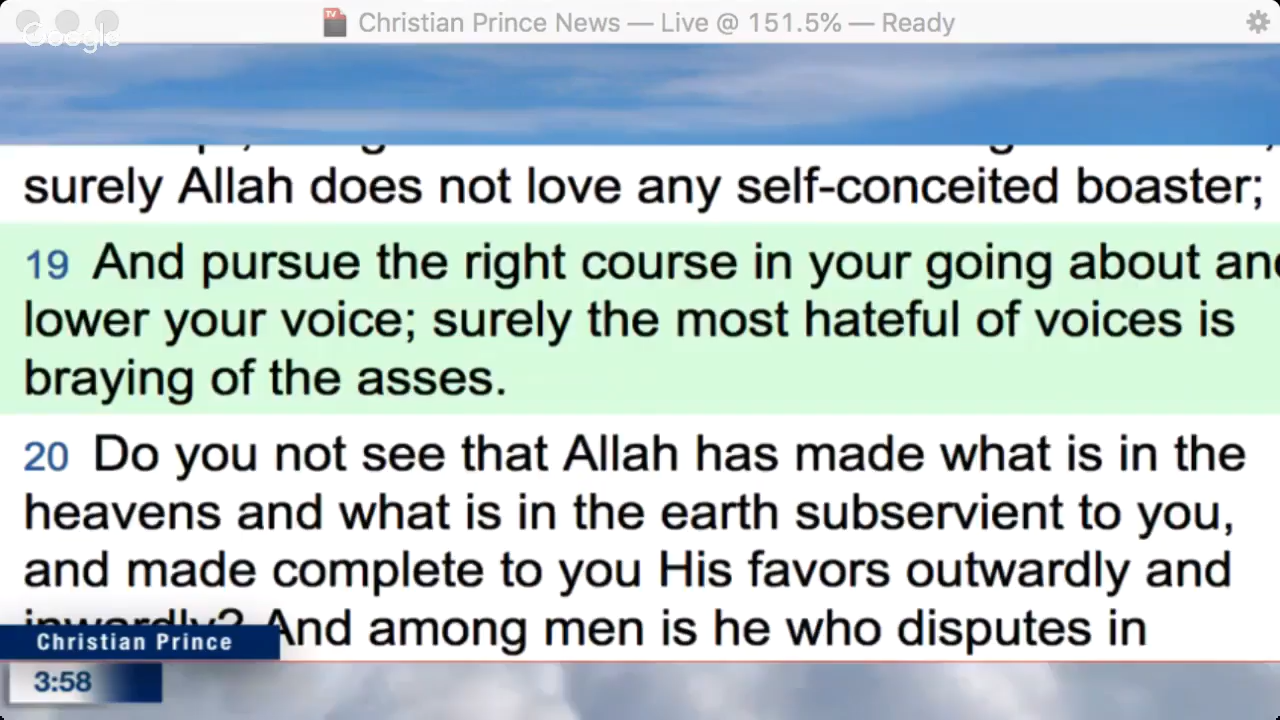 Christian Prince News — Live @ 151.5% — Ready
Google
surely Allah does not love any self-conceited boaster;
19 And pursue the right course in your going about and
lower your voice; surely the most hateful of voices is
braying of the asses.
20 Do you not see that Allah has made what is in the
heavens and what is in the earth subservient to you,
and made complete to you His favors outwardly and
inwardly? And among men is he who disputes in
Christian Prince
3:58